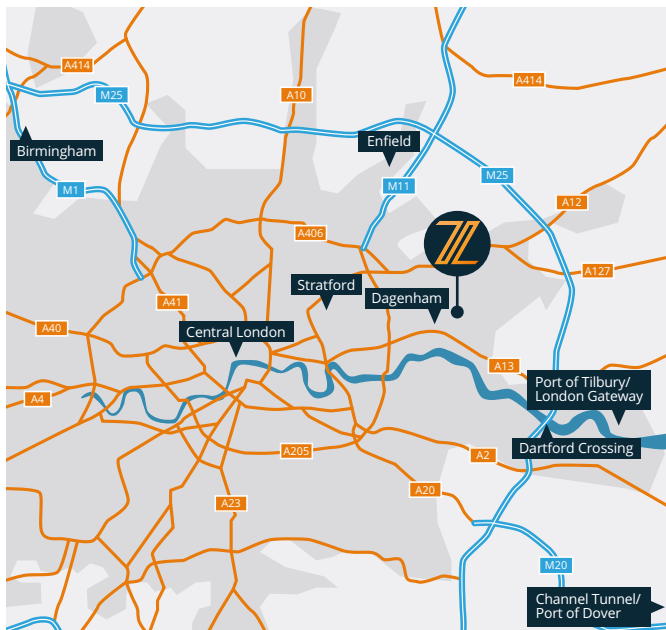 A414
A414
M25
A10
Birmingham
Enfield
M25
M1
M11
A12
A406
A127
Stratford
Dagenham
A41
A40
Central London
A13
Port of Tilbury/
London Gateway
A4
Dartford Crossing
A205
A2
A20
A23
M20
Channel Tunnel/
Port of Dover